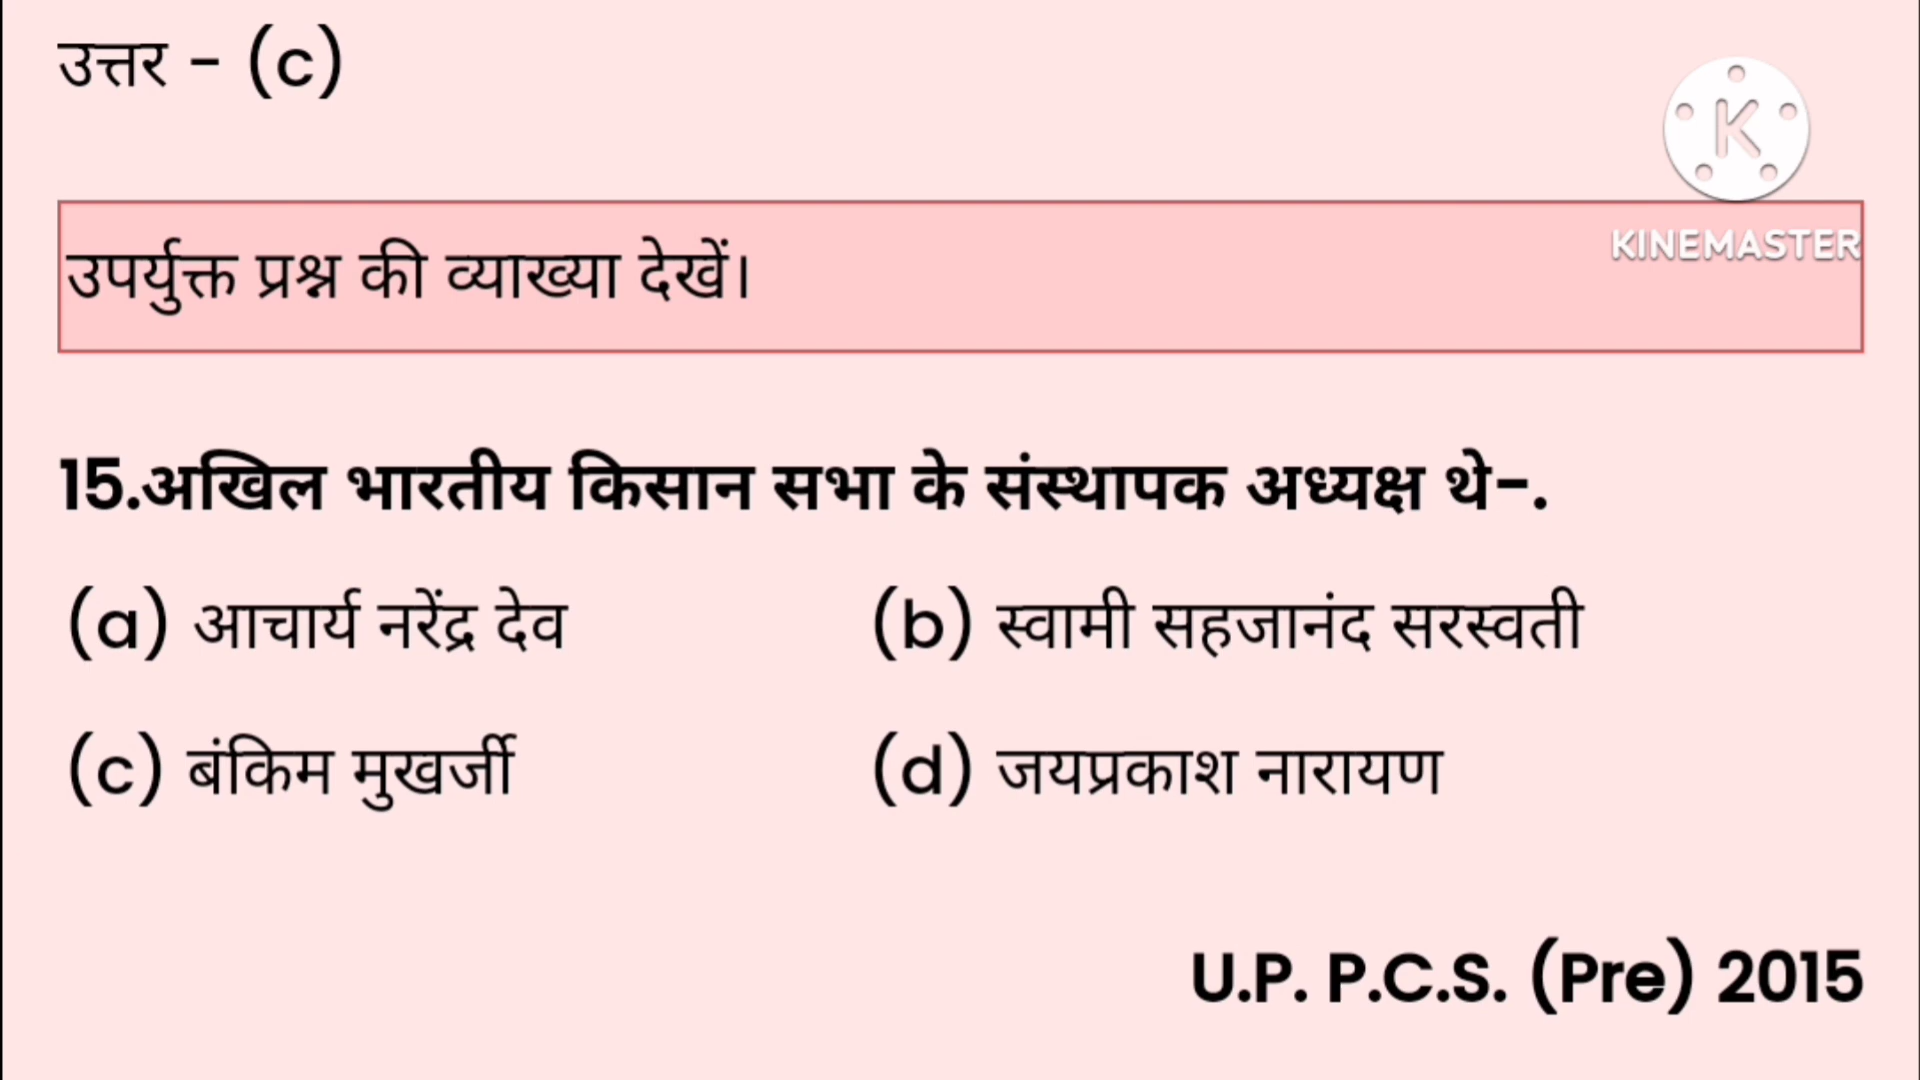 उत्तर - (c)
K
KINEMASTER
उपर्युक्त प्रश्न की व्याख्या देखें।
15.अखिल भारतीय किसान सभा के संस्थापक अध्यक्ष थे-.
(a) आचार्य नरेंद्र देव (b) स्वामी सहजानंद सरस्वती
(c) बंकिम मुखर्जी (d) जयप्रकाश नारायण
U.P. P.C.S. (Pre) 2015